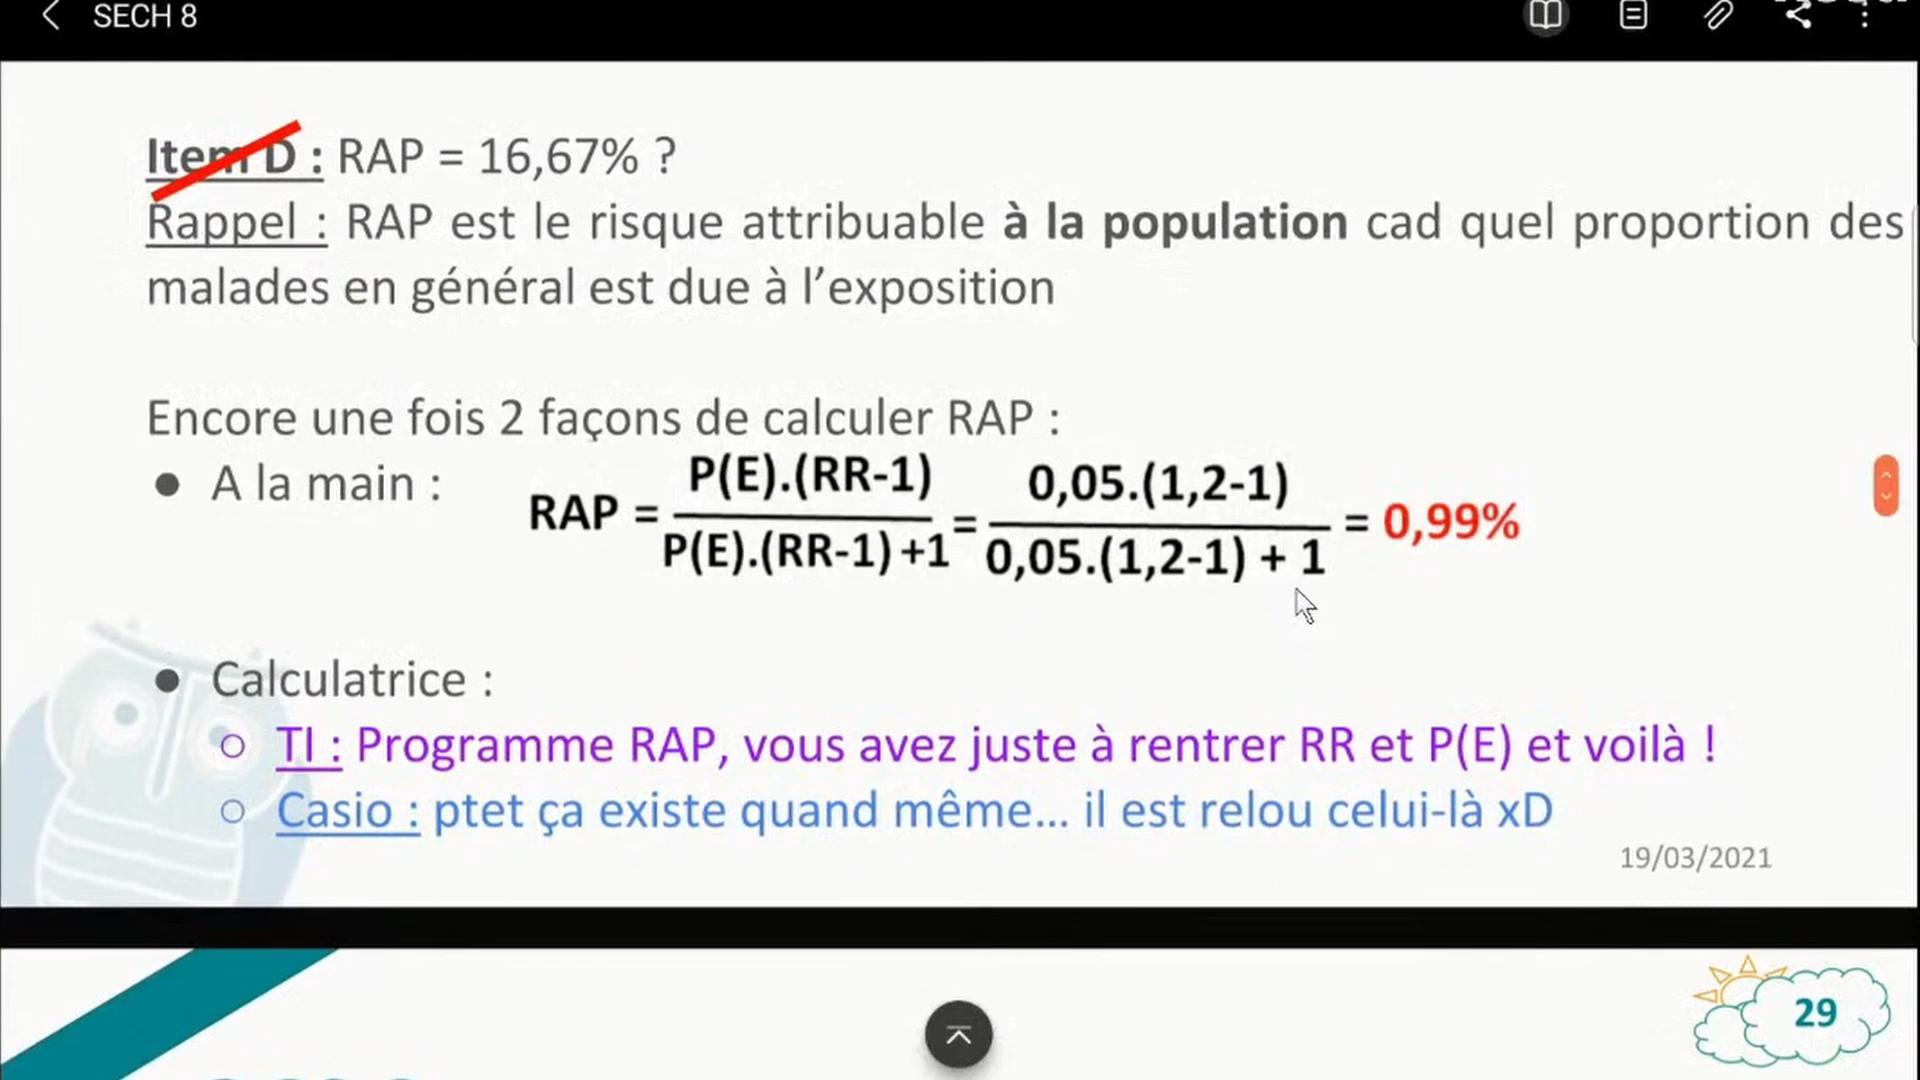 SECH 8
Item D : RAP = 16,67% ?
Rappel : RAP est le risque attribuable à la population cad quel proportion des
malades en général est due à l’exposition
Encore une fois 2 façons de calculer RAP :
● A la main :
RAP = P(E).(RR-1) / P(E).(RR-1) +1 = 0,05.(1,2-1) / 0,05.(1,2-1) + 1 = 0,99%
● Calculatrice :
○ TI : Programme RAP, vous avez juste à rentrer RR et P(E) et voilà !
○ Casio : ptet ça existe quand même... il est relou celui-là xD
19/03/2021
29